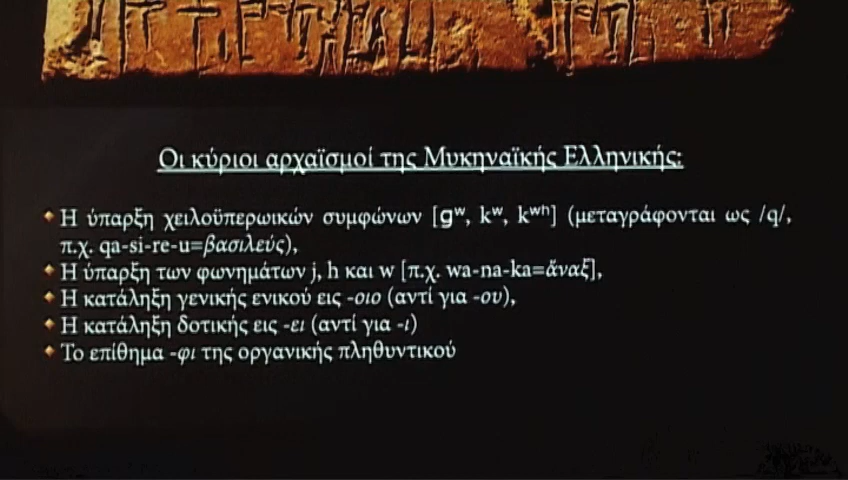 Οι κύριοι αρχαϊσμοί της Μυκηναϊκής Ελληνικής:
Η ύπαρξη χειλοϋπερωικών συμφώνων [gʷ, kʷ, kʷʰ] (μεταγράφονται ως /q/,
π.χ. qa-si-re-u=βασιλεύς),
Η ύπαρξη των φωνημάτων j, h και w [π.χ. wa-na-ka=ἄναξ],
Η κατάληξη γενικής ενικού εις -οιο (αντί για -ου),
Η κατάληξη δοτικής εις -ει (αντί για -ι)
Το επίθημα -φι της οργανικής πληθυντικού